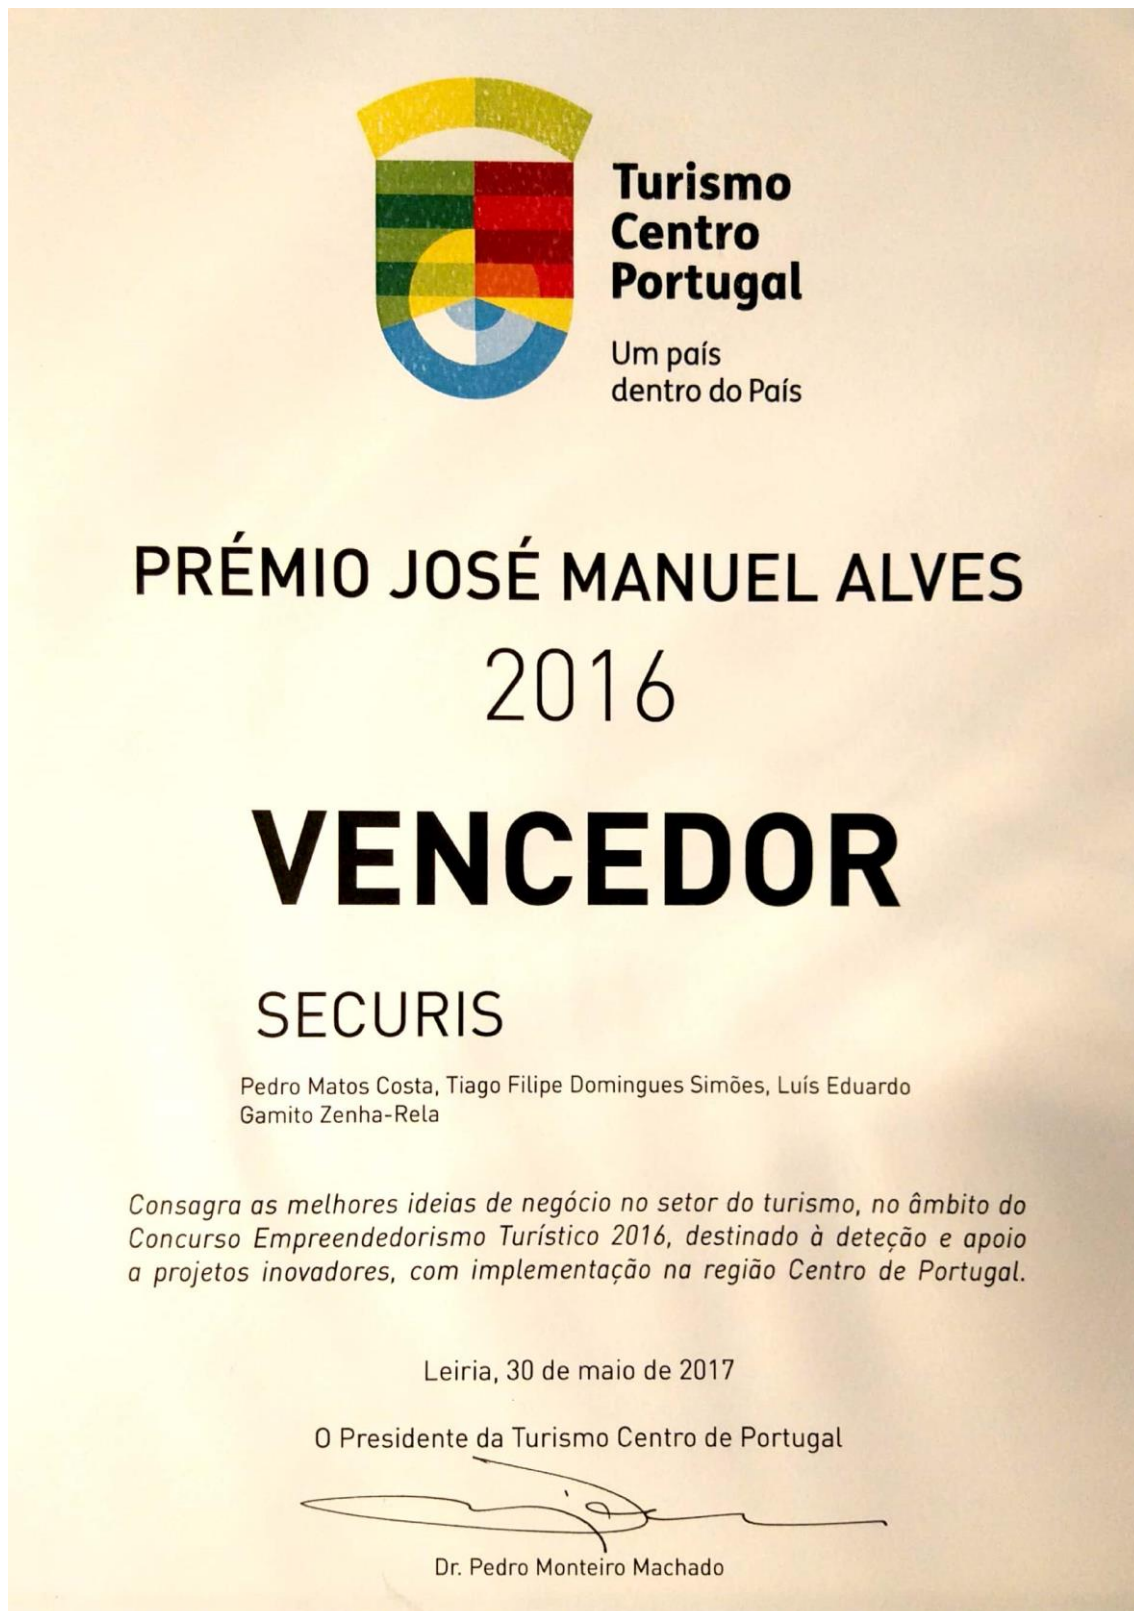 Turismo
Centro
Portugal
Um país
dentro do País
PRÉMIO JOSÉ MANUEL ALVES
2016
VENCEDOR
SECURIS
Pedro Matos Costa, Tiago Filipe Domingues Simões, Luís Eduardo
Gamito Zenha-Rela
Consagra as melhores ideias de negócio no setor do turismo, no âmbito do
Concurso Empreendedorismo Turístico 2016, destinado à deteção e apoio
a projetos inovadores, com implementação na região Centro de Portugal.
Leiria, 30 de maio de 2017
O Presidente da Turismo Centro de Portugal
Dr. Pedro Monteiro Machado